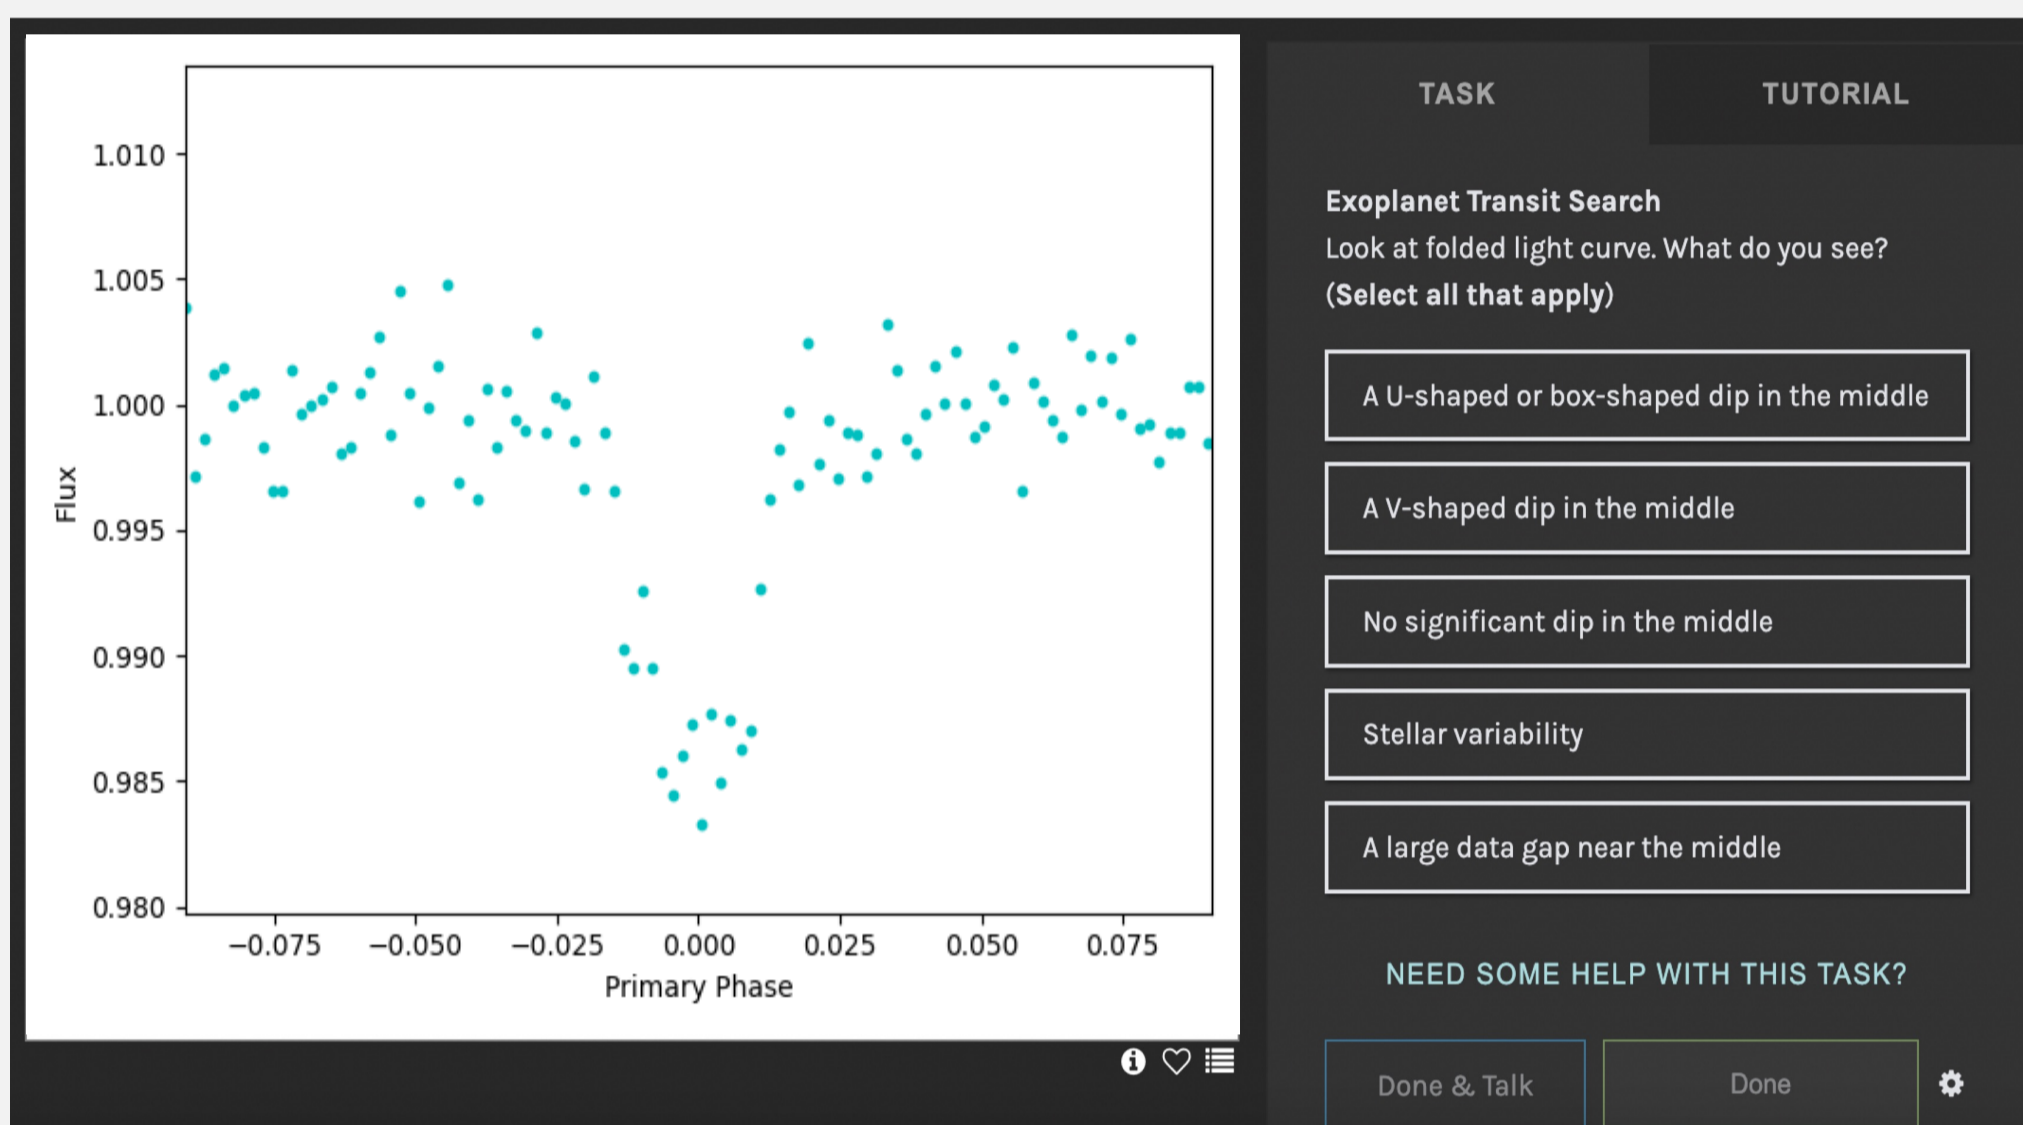 1.010
1.005
1.000
0.995
0.990
0.985
0.980
Flux
−0.075 −0.050 −0.025 0.000 0.025 0.050 0.075
Primary Phase
TASK
TUTORIAL
Exoplanet Transit Search
Look at folded light curve. What do you see?
(Select all that apply)
A U-shaped or box-shaped dip in the middle
A V-shaped dip in the middle
No significant dip in the middle
Stellar variability
A large data gap near the middle
NEED SOME HELP WITH THIS TASK?
Done & Talk
Done